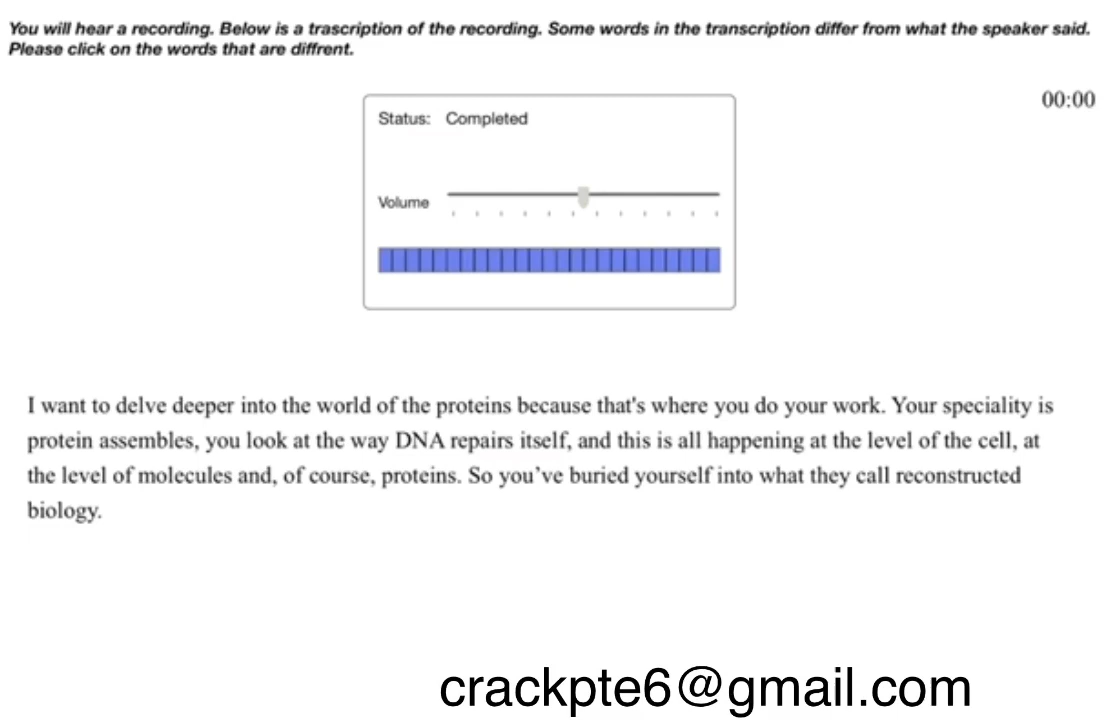 You will hear a recording. Below is a trascription of the recording. Some words in the transcription differ from what the speaker said.
Please click on the words that are diffrent.
00:00
Status: Completed
Volume
I want to delve deeper into the world of the proteins because that's where you do your work. Your speciality is
protein assembles, you look at the way DNA repairs itself, and this is all happening at the level of the cell, at
the level of molecules and, of course, proteins. So you’ve buried yourself into what they call reconstructed
biology.
crackpte6@gmail.com